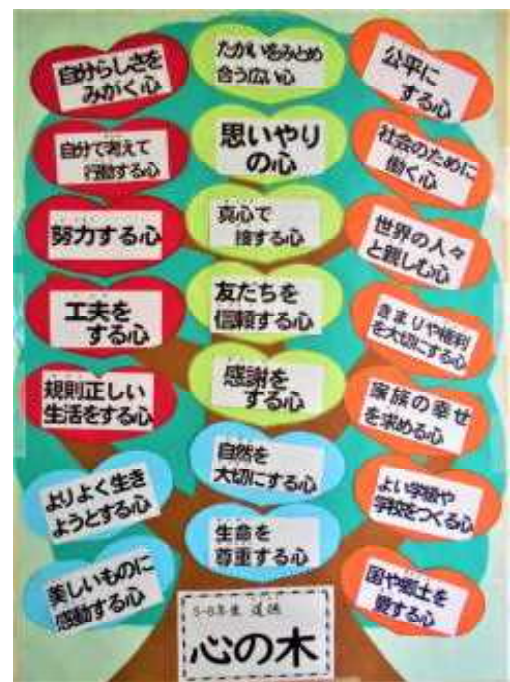 自分らしさを
みがく心
自分で考えて
行動する心
努力する心
工夫を
する心
規則正しい
生活をする心
よりよく生き
ようとする心
美しいものに
感動する心
たがいをみとめ
合う広い心
思いやり
の心
真心で
接する心
友だちを
信頼する心
感謝を
する心
自然を
大切にする心
生命を
尊重する心
公平に
する心
社会のために
働く心
世界の人々
と親しむ心
きまりや権利
を大切にする心
家族の幸せ
を求める心
よい学級や
学校をつくる心
国や郷土を
愛する心
5-6年生 道徳
心の木